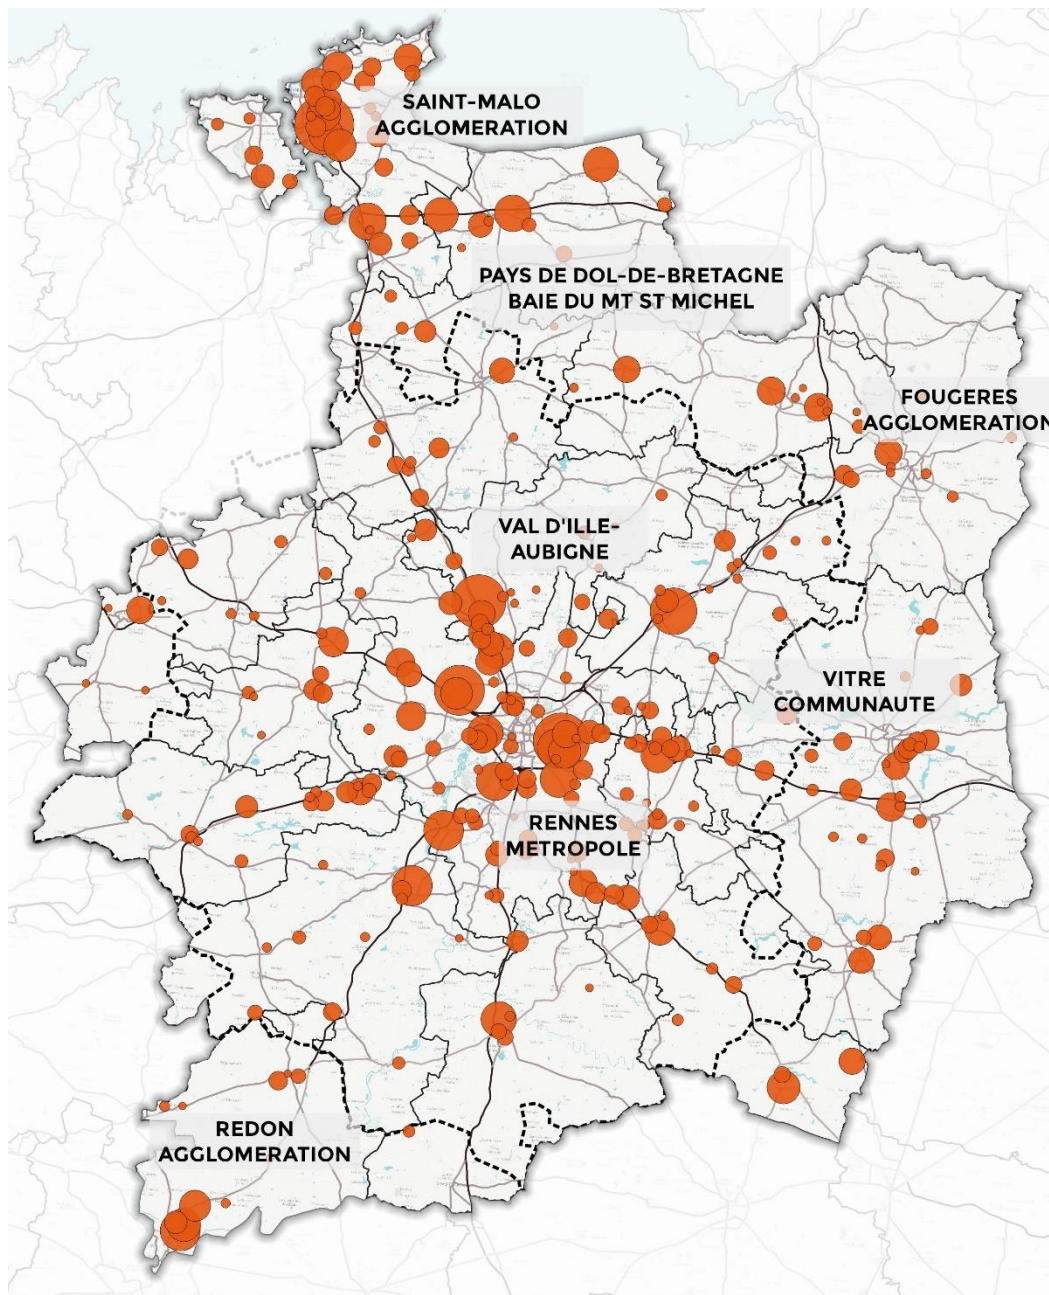 SAINT-MALO
AGGLOMERATION
PAYS DE DOL-DE-BRETAGNE
BAIE DU MT ST MICHEL
FOUGERES
AGGLOMERATION
VAL D'ILLE-
AUBIGNE
VITRE
COMMUNAUTE
RENNES
METROPOLE
REDON
AGGLOMERATION